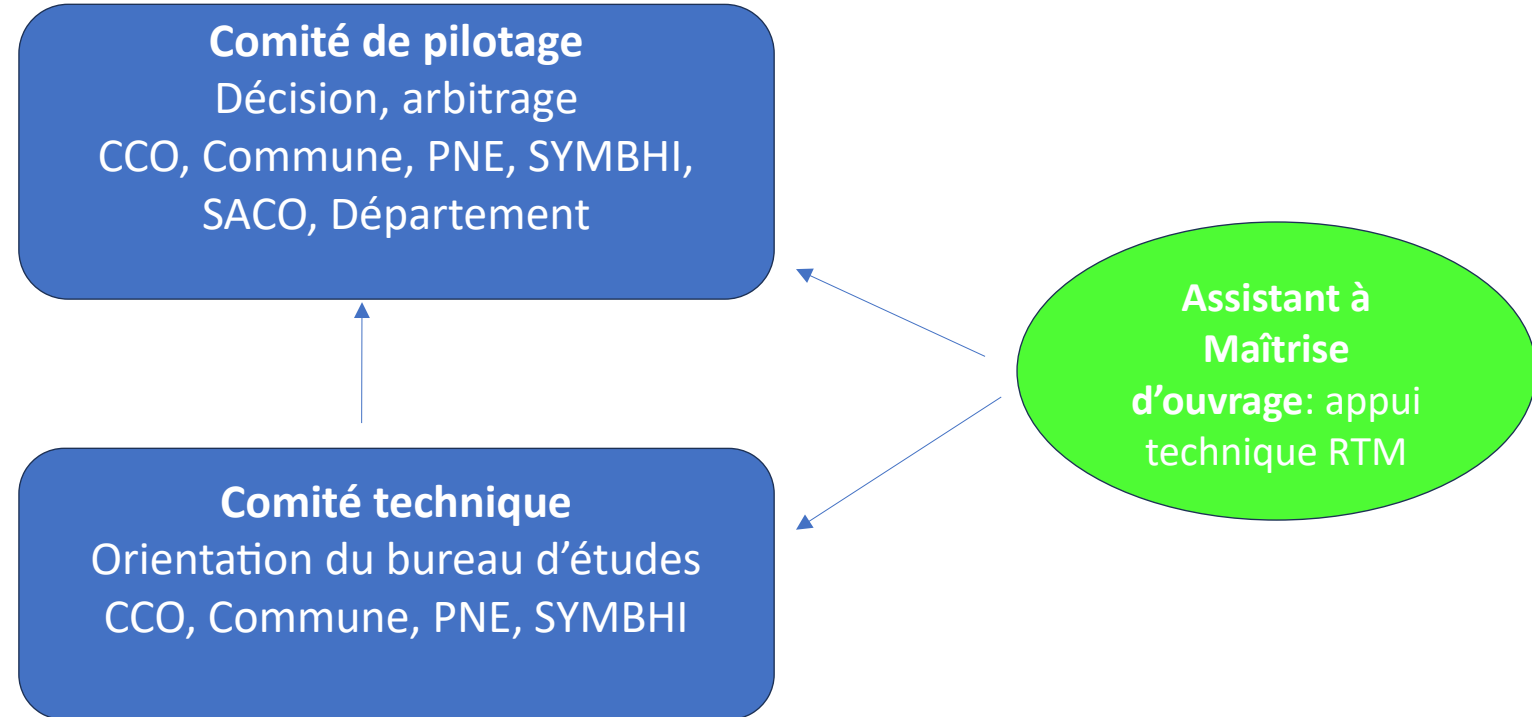 Comité de pilotage
Décision, arbitrage
CCO, Commune, PNE, SYMBHI,
SACO, Département
Assistant à
Maîtrise
d’ouvrage: appui
technique RTM
Comité technique
Orientation du bureau d’études
CCO, Commune, PNE, SYMBHI